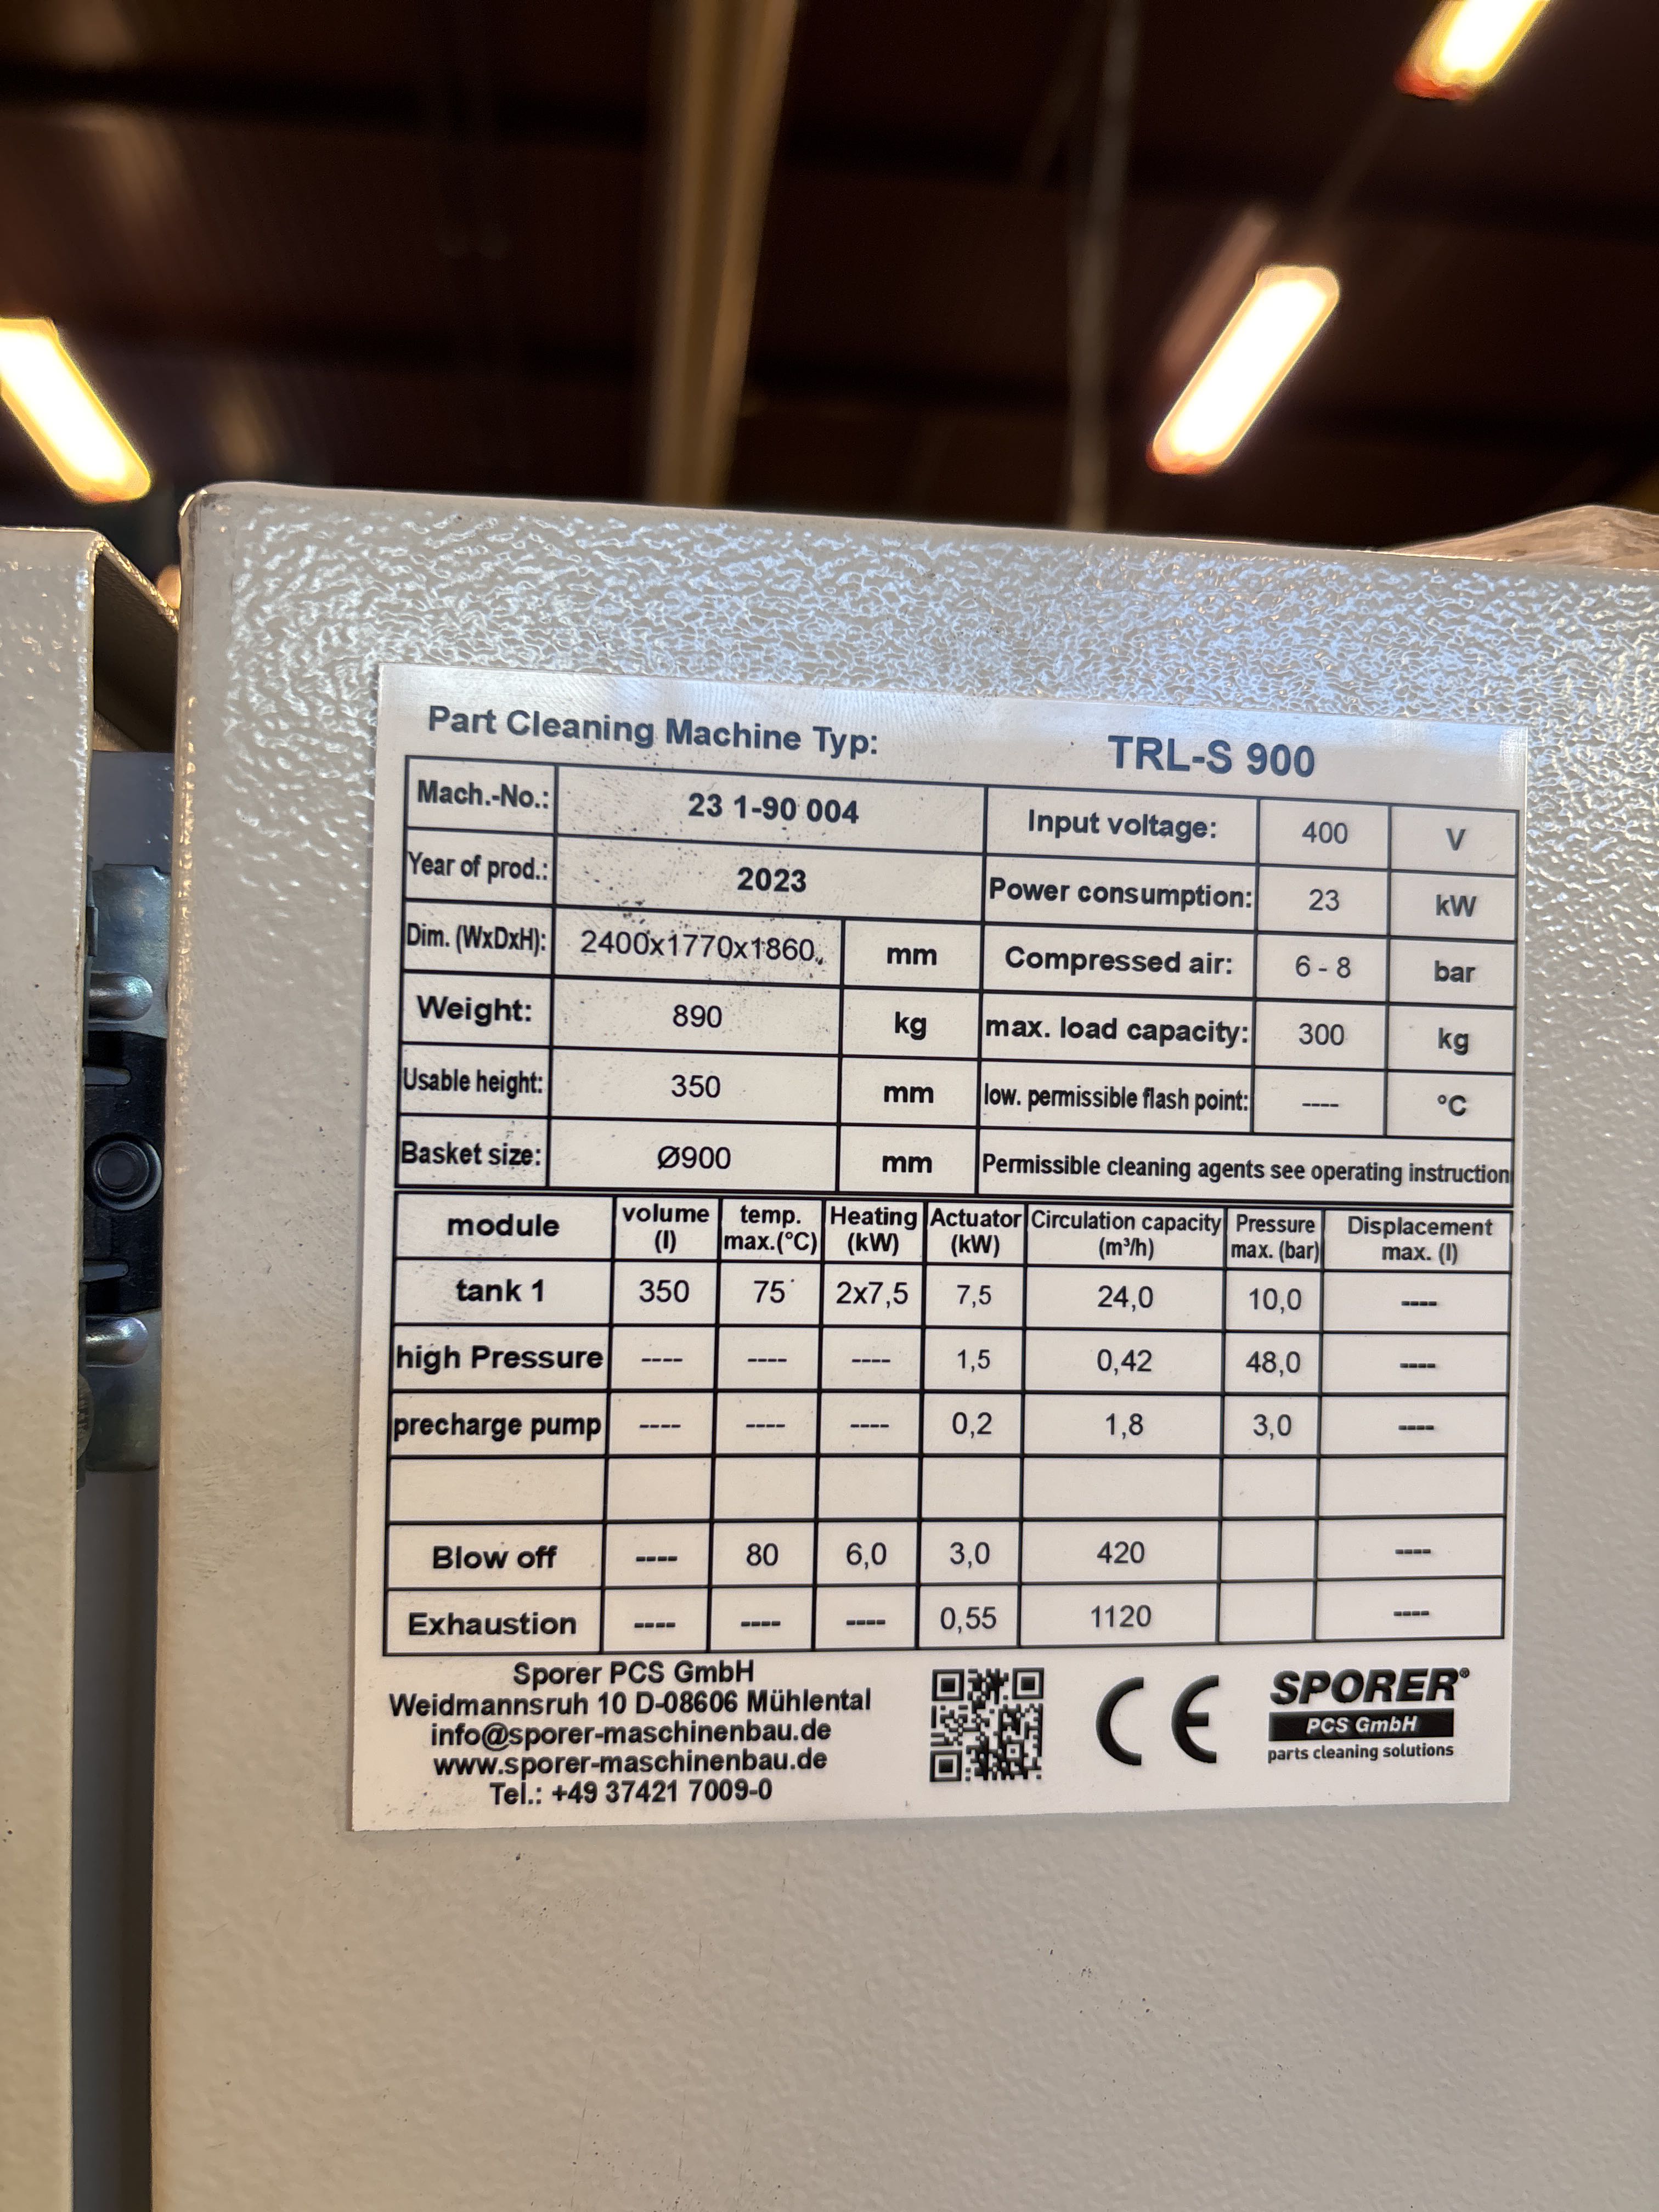 Part Cleaning Machine Typ: TRL-S 900
Mach.-No.: 23 1-90 004 Input voltage: 400 V
Year of prod.: 2023 Power consumption: 23 kW
Dim. (WxDxH): 2400x1770x1860 mm Compressed air: 6 - 8 bar
Weight: 890 kg max. load capacity: 300 kg
Usable height: 350 mm low. permissible flash point: ---- °C
Basket size: Ø900 mm Permissible cleaning agents see operating instruction
module volume (l) temp. max.(°C) Heating (kW) Actuator (kW) Circulation capacity (m³/h) Pressure max. (bar) Displacement max. (l)
tank 1 350 75 2x7,5 7,5 24,0 10,0 ----
high Pressure ---- ---- ---- 1,5 0,42 48,0 ----
precharge pump ---- ---- ---- 0,2 1,8 3,0 ----
Blow off ---- 80 6,0 3,0 420 ----
Exhaustion ---- ---- ---- 0,55 1120 ----
Sporer PCS GmbH
Weidmannsruh 10 D-08606 Mühlental
info@sporer-maschinenbau.de
www.sporer-maschinenbau.de
Tel.: +49 37421 7009-0
CE
SPORER®
PCS GmbH
parts cleaning solutions